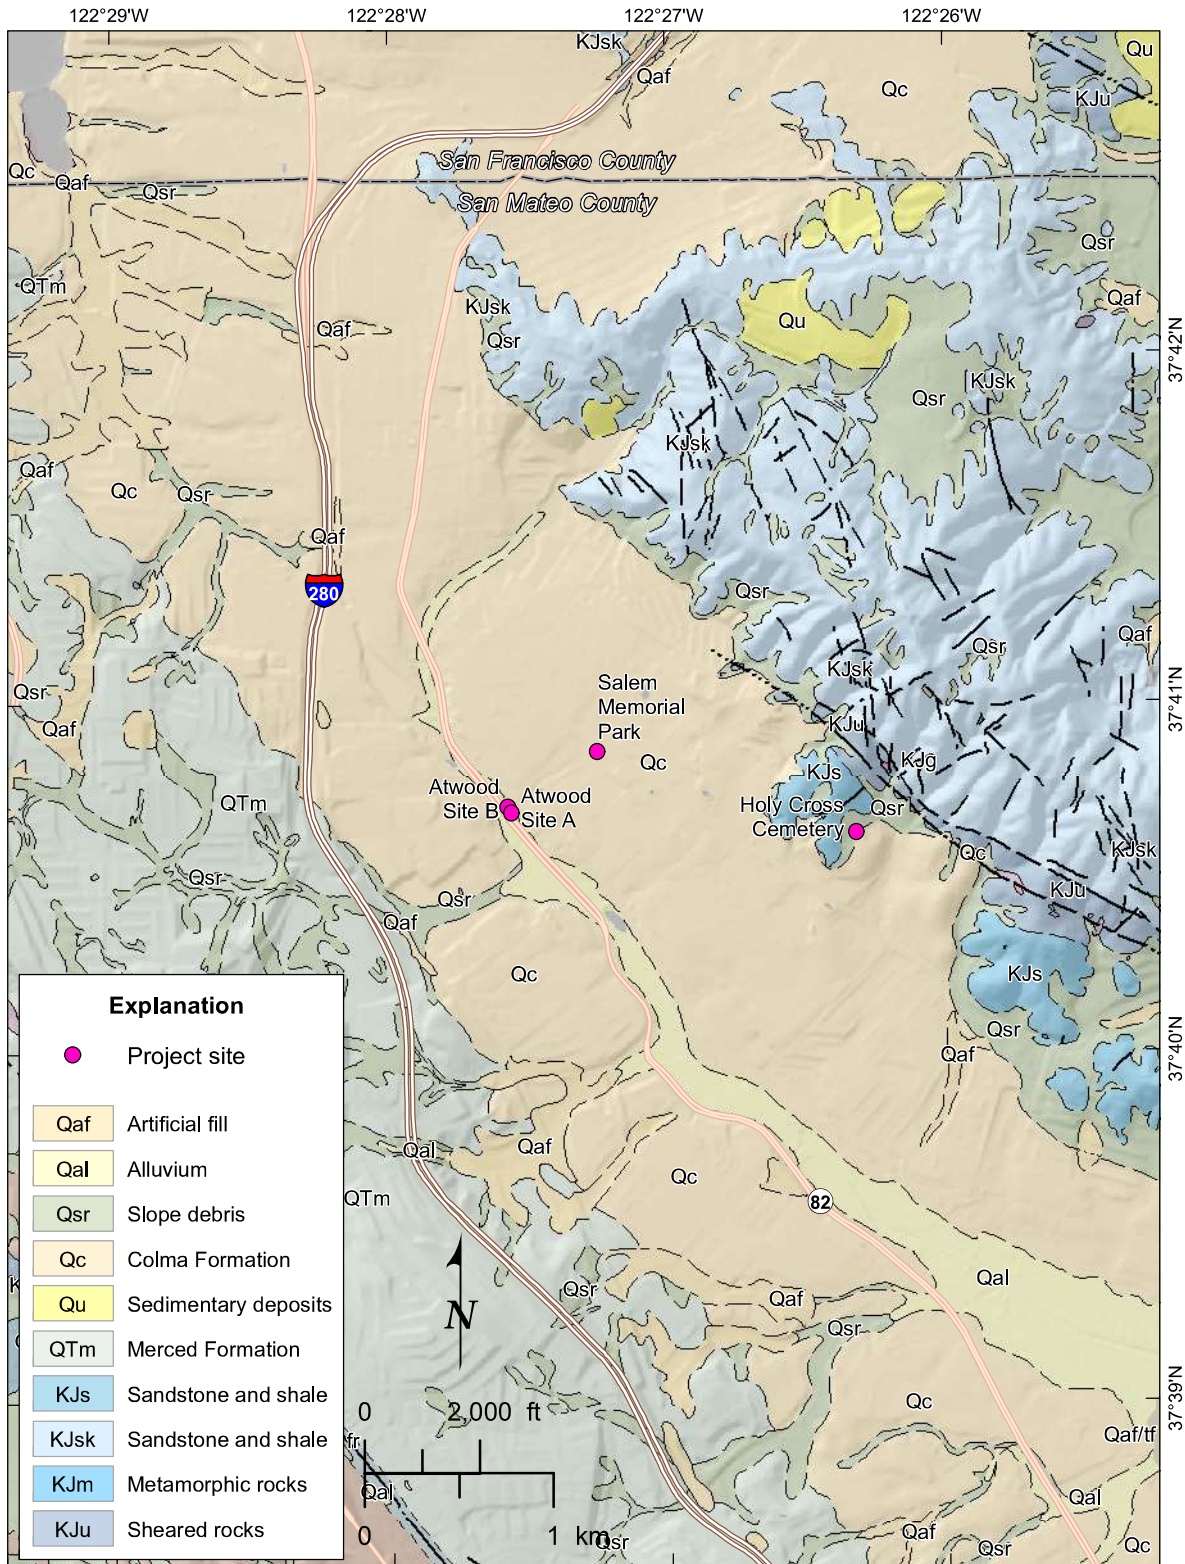 122°29'W 122°28'W 122°27'W 122°26'W
KJsk
Qu
Qaf
Qc
KJu
San Francisco County
Qc
Qaf
Qsr
San Mateo County
Qsr
QTm
Qaf
KJsk
Qu
Qaf
Qsr
37°42'N
KJsk
Qsr
KJsk
Qaf
Qc
Qsr
Qaf
280
Qsr
Qaf
Qsr
KJsk
Salem
Memorial
Park
Qsr
37°41'N
Qaf
KJu
Qc
KJg
KJs
Atwood
Site B
Atwood
Site A
QTm
Holy Cross
Cemetery
Qsr
KJsk
Qc
Qsr
KJu
Qsr
Qaf
Qc
KJs
Qsr
Qaf
37°40'N
Qaf
Qal
Qc
QTm
82
Qal
Qsr
Qaf
Qsr
N
37°39'N
Qc
0 2,000 ft
Qaf/tf
fr
Qal
Qal
0 1 km
Qsr
Qaf
Qsr
Qc
K
Explanation
Project site
Qaf Artificial fill
Qal Alluvium
Qsr Slope debris
Qc Colma Formation
Qu Sedimentary deposits
QTm Merced Formation
KJs Sandstone and shale
KJsk Sandstone and shale
KJm Metamorphic rocks
KJu Sheared rocks